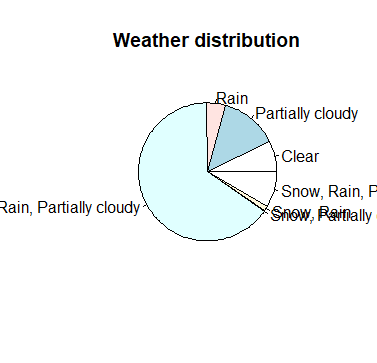 Weather distribution
Rain
Partially cloudy
Clear
Snow, Rain, P
Snow, Rain
Snow, Partially
Rain, Partially cloudy